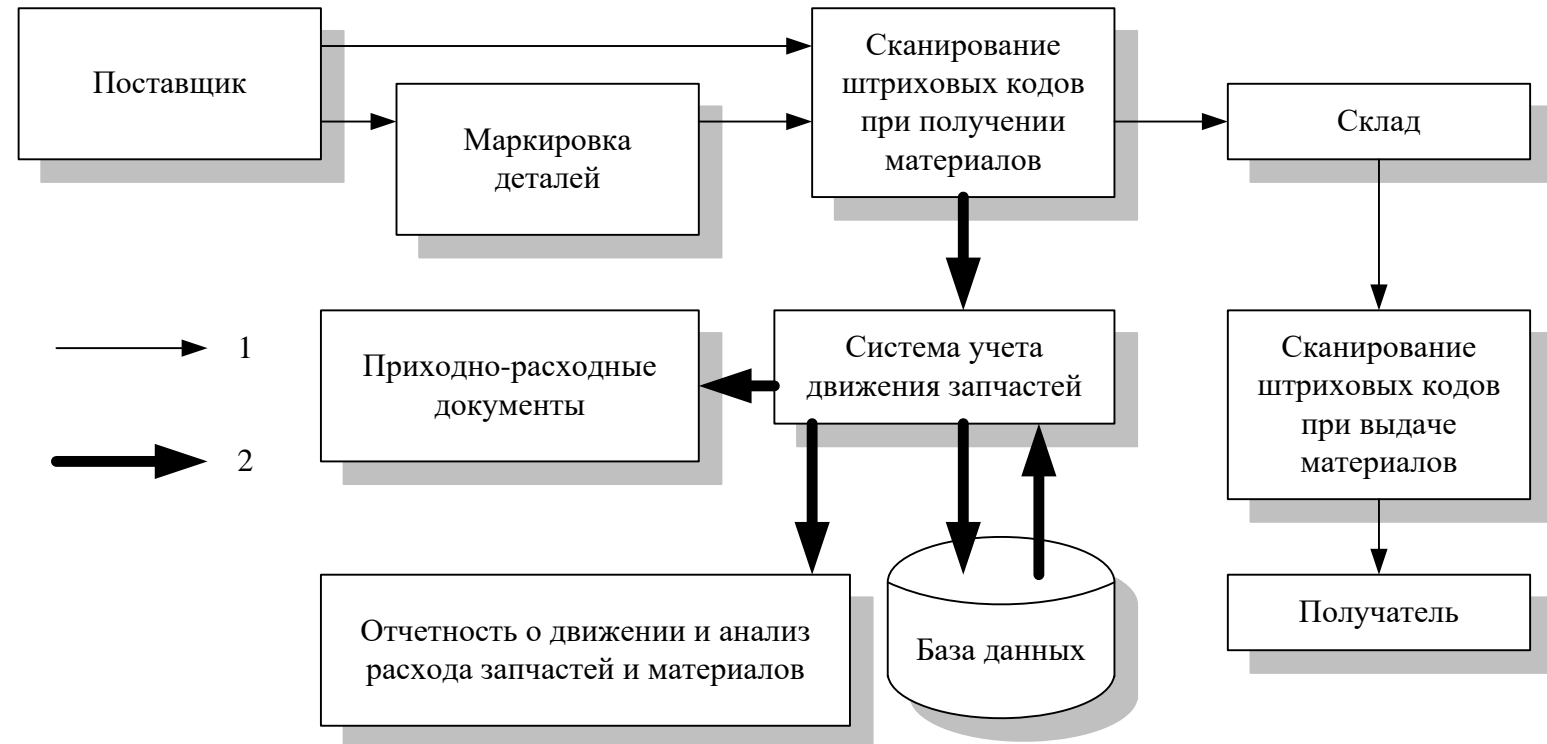 Поставщик
Маркировка
деталей
Сканирование
штриховых кодов
при получении
материалов
Склад
1
2
Приходно-расходные
документы
Система учета
движения запчастей
Сканирование
штриховых кодов
при выдаче
материалов
Отчетность о движении и анализ
расхода запчастей и материалов
База данных
Получатель